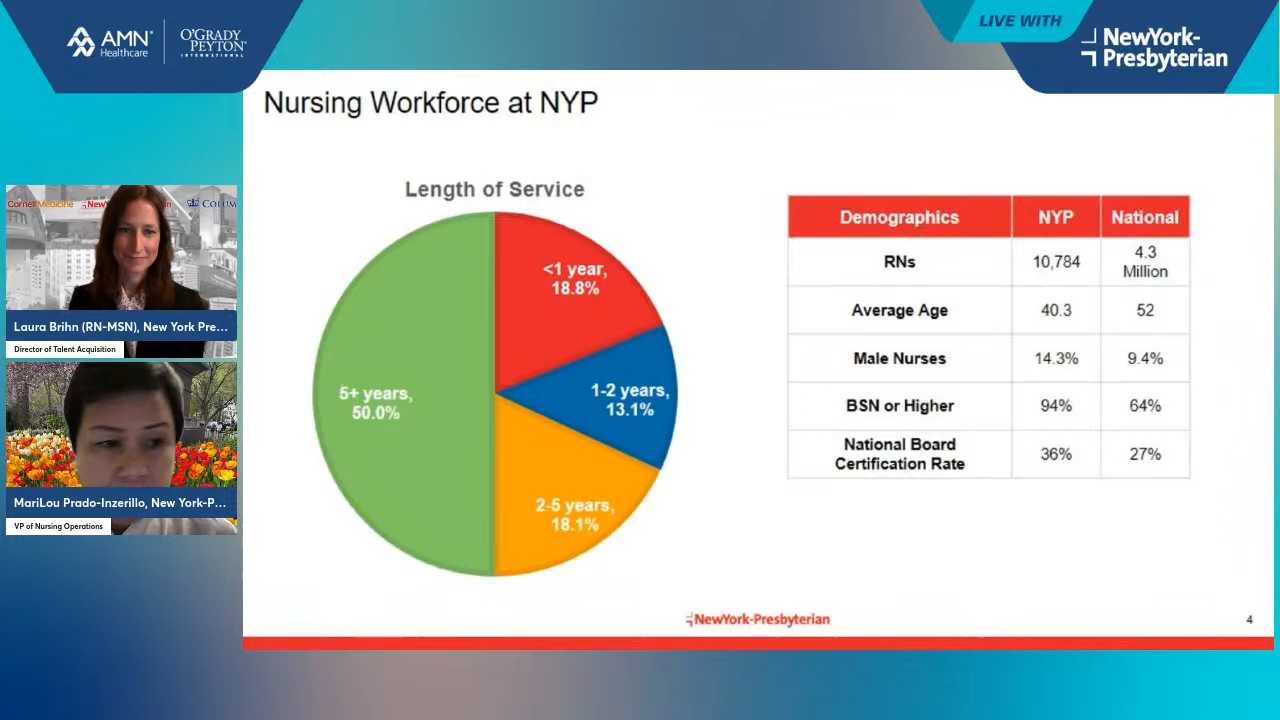 AMN
Healthcare
O'GRADY
PEYTON
INTERNATIONAL
LIVE WITH
NewYork-
Presbyterian
Nursing Workforce at NYP
Length of Service
<1 year,
18.8%
1-2 years,
13.1%
2-5 years,
18.1%
5+ years,
50.0%
Demographics NYP National
RNs 10,784 4.3
Million
Average Age 40.3 52
Male Nurses 14.3% 9.4%
BSN or Higher 94% 64%
National Board
Certification Rate 36% 27%
NewYork-Presbyterian
4
Laura Brihn (RN-MSN), New York Pre...
Director of Talent Acquisition
MariLou Prado-Inzerillo, New York-P...
VP of Nursing Operations